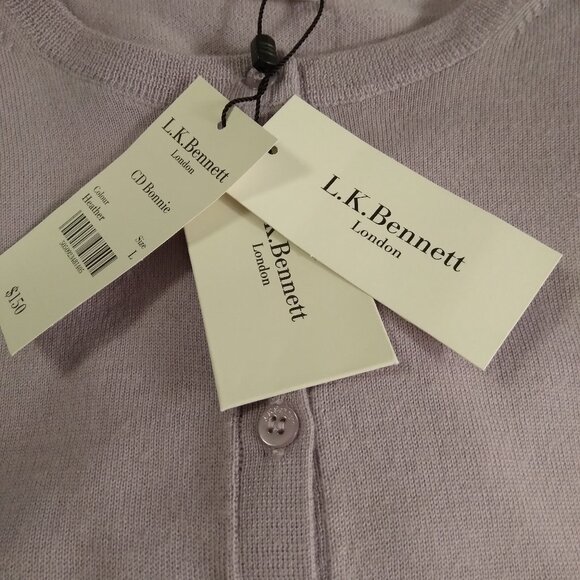 L.K.Bennett
London
CD Bonnie
Colour
Size
Heather
L
$150
L.K.Bennett
London
K.Bennett
London